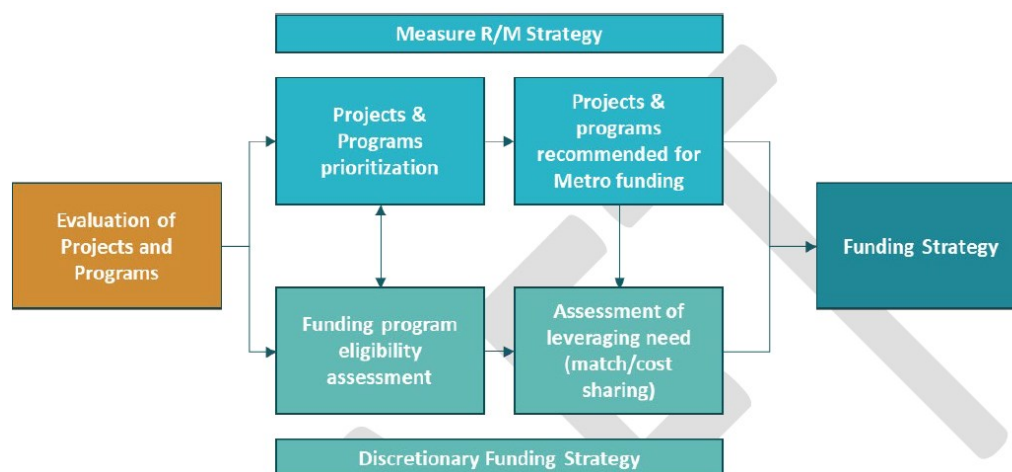 Measure R/M Strategy
Projects &
Programs
prioritization
Projects &
programs
recommended for
Metro funding
Evaluation of
Projects and
Programs
Funding Strategy
Funding program
eligibility
assessment
Assessment of
leveraging need
(match/cost
sharing)
Discretionary Funding Strategy